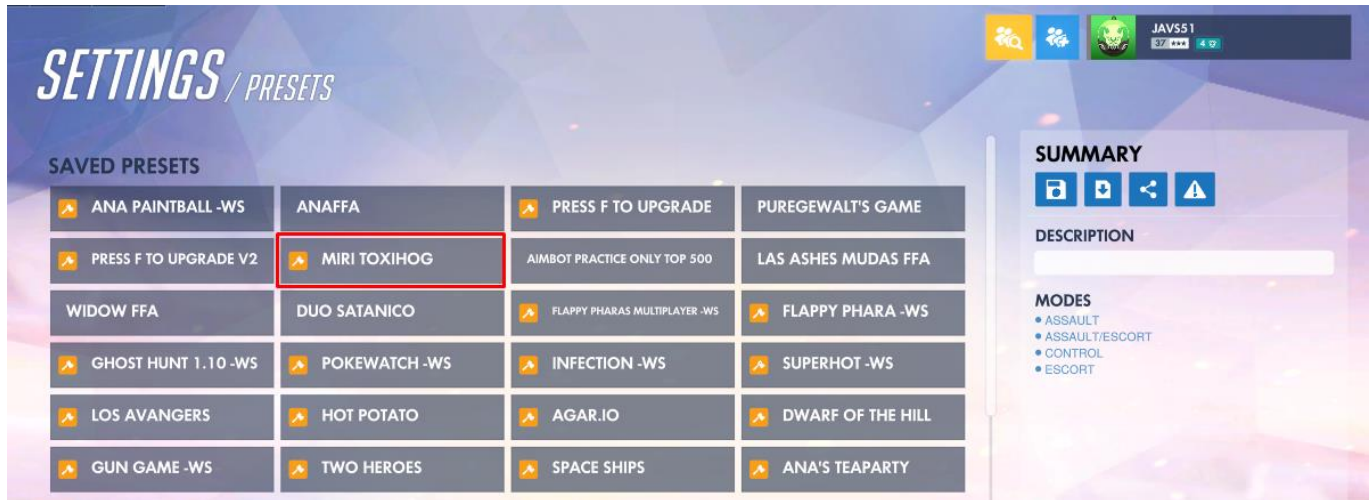 SETTINGS / PRESETS
JAVS51
37 ★★★ 4
SAVED PRESETS
ANA PAINTBALL -WS
ANAFFA
PRESS F TO UPGRADE
PUREGEWALT'S GAME
PRESS F TO UPGRADE V2
MIRI TOXIHOG
AIMBOT PRACTICE ONLY TOP 500
LAS ASHES MUDAS FFA
WIDOW FFA
DUO SATANICO
FLAPPY PHARAS MULTIPLAYER -WS
FLAPPY PHARA -WS
GHOST HUNT 1.10 -WS
POKEWATCH -WS
INFECTION -WS
SUPERHOT -WS
LOS AVANGERS
HOT POTATO
AGAR.IO
DWARF OF THE HILL
GUN GAME -WS
TWO HEROES
SPACE SHIPS
ANA'S TEAPARTY
SUMMARY
DESCRIPTION
MODES
• ASSAULT
• ASSAULT/ESCORT
• CONTROL
• ESCORT